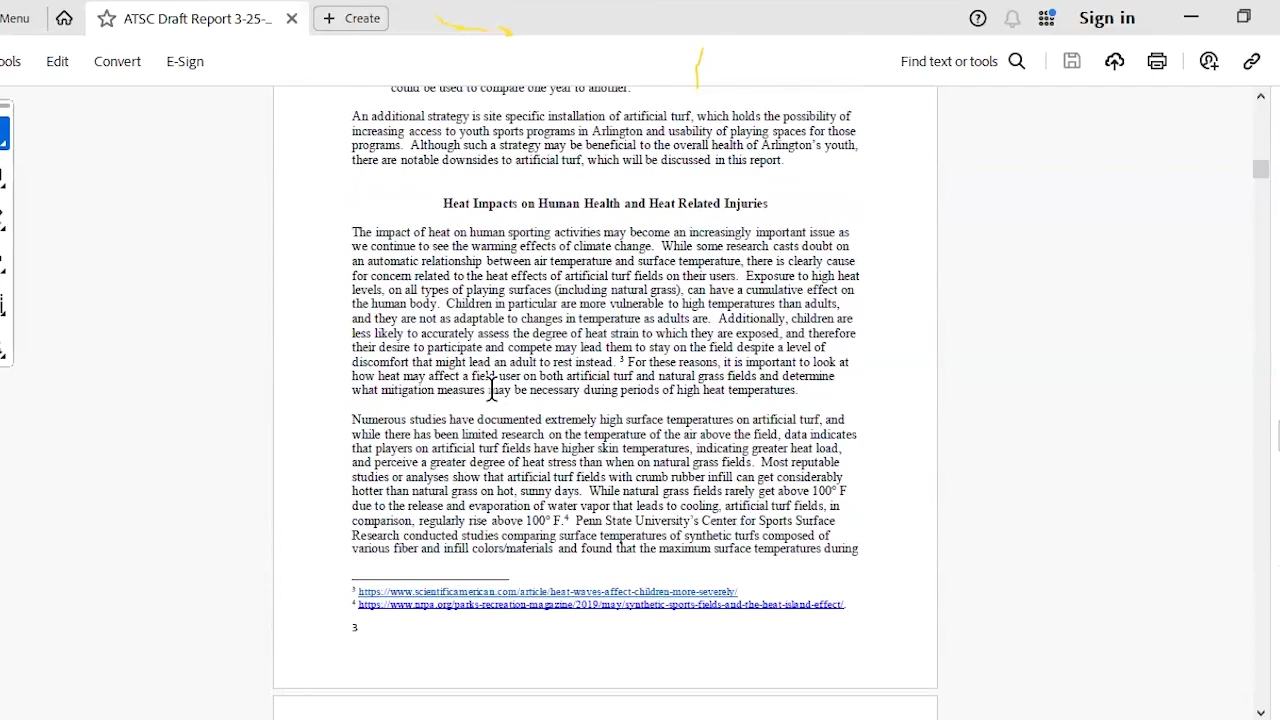 Menu
ATSC Draft Report 3-25-_...
Create
Sign in
ools
Edit
Convert
E-Sign
Find text or tools
could be used to compare one year to another.
An additional strategy is site specific installation of artificial turf, which holds the possibility of
increasing access to youth sports programs in Arlington and usability of playing spaces for those
programs. Although such a strategy may be beneficial to the overall health of Arlington's youth,
there are notable downsides to artificial turf, which will be discussed in this report.
Heat Impacts on Human Health and Heat Related Injuries
The impact of heat on human sporting activities may become an increasingly important issue as
we continue to see the warming effects of climate change. While some research casts doubt on
an automatic relationship between air temperature and surface temperature, there is clearly cause
for concern related to the heat effects of artificial turf fields on their users. Exposure to high heat
levels, on all types of playing surfaces (including natural grass), can have a cumulative effect on
the human body. Children in particular are more vulnerable to high temperatures than adults,
and they are not as adaptable to changes in temperature as adults are. Additionally, children are
less likely to accurately assess the degree of heat strain to which they are exposed, and therefore
their desire to participate and compete may lead them to stay on the field despite a level of
discomfort that might lead an adult to rest instead. 3 For these reasons, it is important to look at
how heat may affect a field user on both artificial turf and natural grass fields and determine
what mitigation measures may be necessary during periods of high heat temperatures.
Numerous studies have documented extremely high surface temperatures on artificial turf, and
while there has been limited research on the temperature of the air above the field, data indicates
that players on artificial turf fields have higher skin temperatures, indicating greater heat load,
and perceive a greater degree of heat stress than when on natural grass fields. Most reputable
studies or analyses show that artificial turf fields with crumb rubber infill can get considerably
hotter than natural grass on hot, sunny days. While natural grass fields rarely get above 100° F
due to the release and evaporation of water vapor that leads to cooling, artificial turf fields, in
comparison, regularly rise above 100° F.4 Penn State University's Center for Sports Surface
Research conducted studies comparing surface temperatures of synthetic turfs composed of
various fiber and infill colors/materials and found that the maximum surface temperatures during
3 https://www.scientificamerican.com/article/heat-waves-affect-children-more-severely/
4 https://www.nrpa.org/parks-recreation-magazine/2019/may/synthetic-sports-fields-and-the-heat-island-effect/.
3